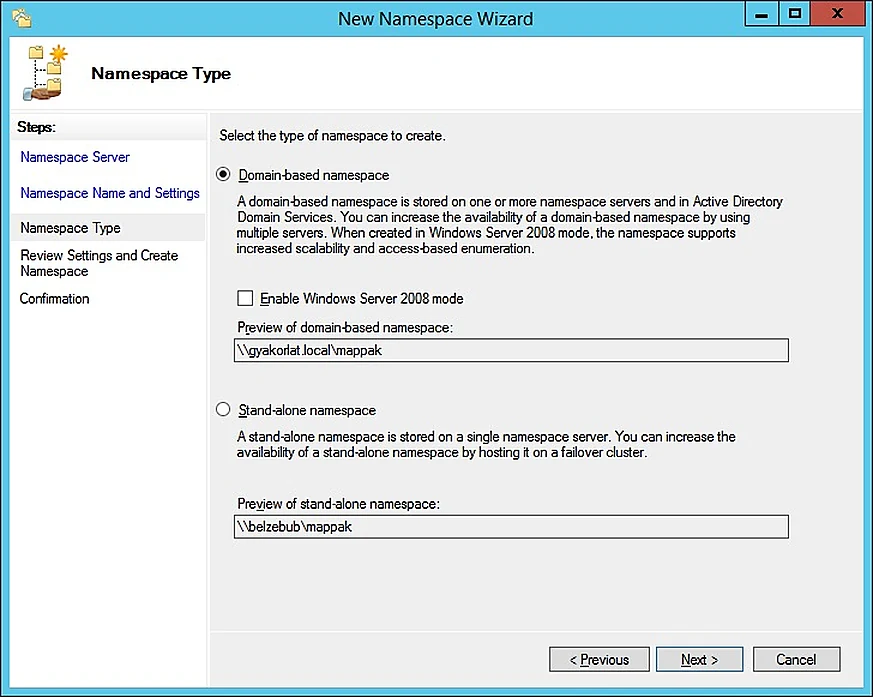 New Namespace Wizard
Namespace Type
Steps:
Namespace Server
Namespace Name and Settings
Namespace Type
Review Settings and Create
Namespace
Confirmation
Select the type of namespace to create.
Domain-based namespace
A domain-based namespace is stored on one or more namespace servers and in Active Directory
Domain Services. You can increase the availability of a domain-based namespace by using
multiple servers. When created in Windows Server 2008 mode, the namespace supports
increased scalability and access-based enumeration.
Enable Windows Server 2008 mode
Preview of domain-based namespace:
\\gyakorlat.local\mappak
Stand-alone namespace
A stand-alone namespace is stored on a single namespace server. You can increase the
availability of a stand-alone namespace by hosting it on a failover cluster.
Preview of stand-alone namespace:
\\belzebub\mappak
< Previous
Next >
Cancel